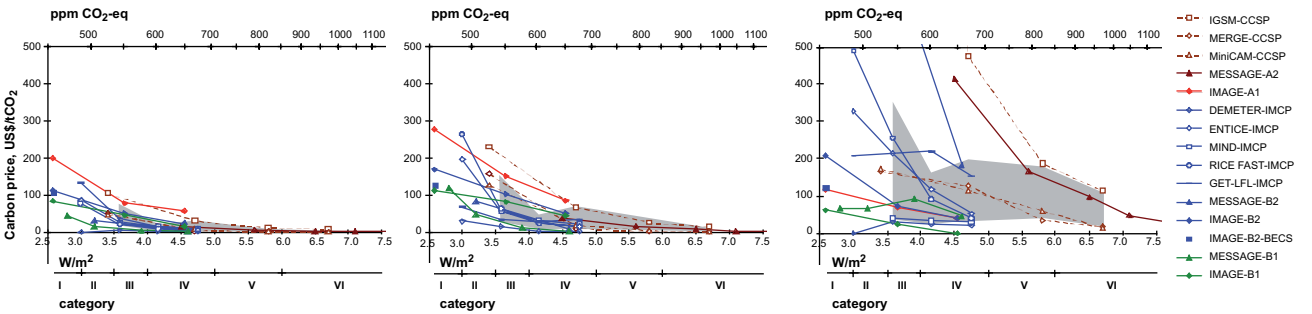 ppm CO2-eq
500 600 700 800 900 1000 1100
500
400
300
200
100
0
Carbon price, US$/tCO2
2.5 3.0 3.5 4.0 4.5 5.0 5.5 6.0 6.5 7.0 7.5
W/m2
I II III IV V VI
category
ppm CO2-eq
500 600 700 800 900 1000 1100
500
400
300
200
100
0
2.5 3.0 3.5 4.0 4.5 5.0 5.5 6.0 6.5 7.0 7.5
W/m2
I II III IV V VI
category
ppm CO2-eq
500 600 700 800 900 1000 1100
500
400
300
200
100
0
2.5 3.0 3.5 4.0 4.5 5.0 5.5 6.0 6.5 7.0 7.5
W/m2
I II III IV V VI
category
IGSM-CCSP
MERGE-CCSP
MiniCAM-CCSP
MESSAGE-A2
IMAGE-A1
DEMETER-IMCP
ENTICE-IMCP
MIND-IMCP
RICE FAST-IMCP
GET-LFL-IMCP
MESSAGE-B2
IMAGE-B2
IMAGE-B2-BECS
MESSAGE-B1
IMAGE-B1